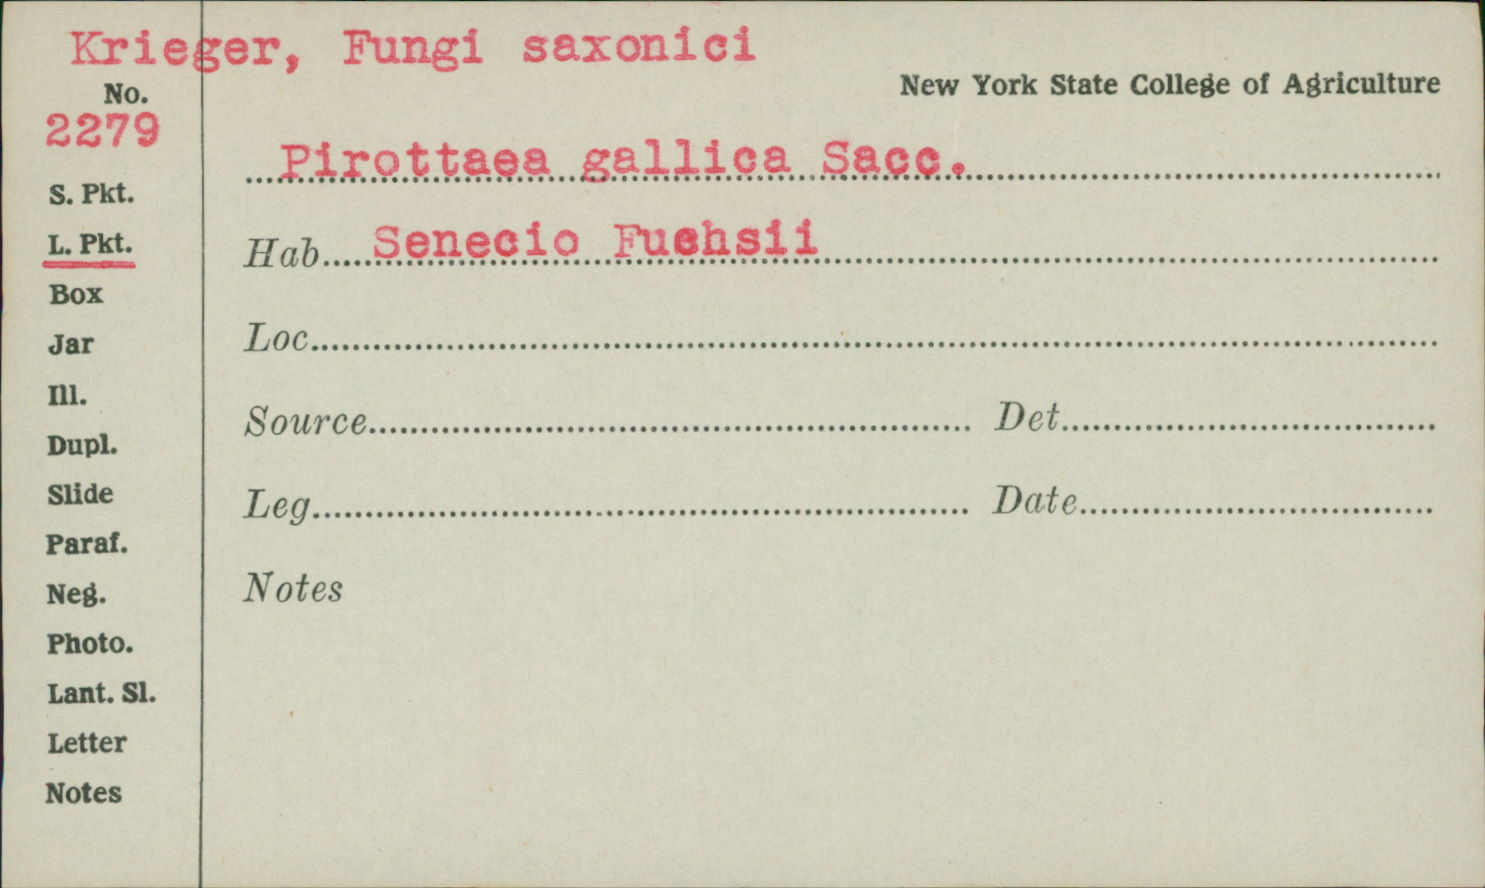 Krieger, Fungi saxonici
New York State College of Agriculture
No.
2279
Pirottaea gallica Sacc.
S. Pkt.
Hab. Senecio Fuchsii
L. Pkt.
Box
Loc.
Jar
Ill.
Source Det.
Dupl.
Slide
Leg. Date
Paraf.
Neg.
Notes
Photo.
Lant. Sl.
Letter
Notes